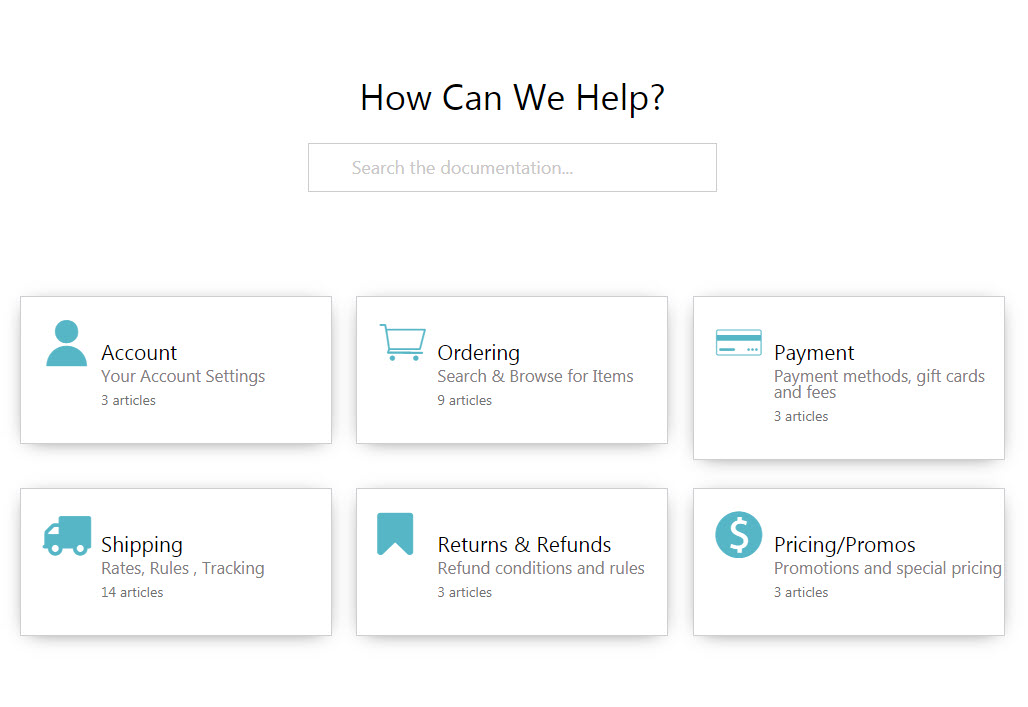 How Can We Help?
Search the documentation...
Account
Your Account Settings
3 articles
Ordering
Search & Browse for Items
9 articles
Payment
Payment methods, gift cards
and fees
3 articles
Shipping
Rates, Rules , Tracking
14 articles
Returns & Refunds
Refund conditions and rules
3 articles
$
Pricing/Promos
Promotions and special pricing
3 articles